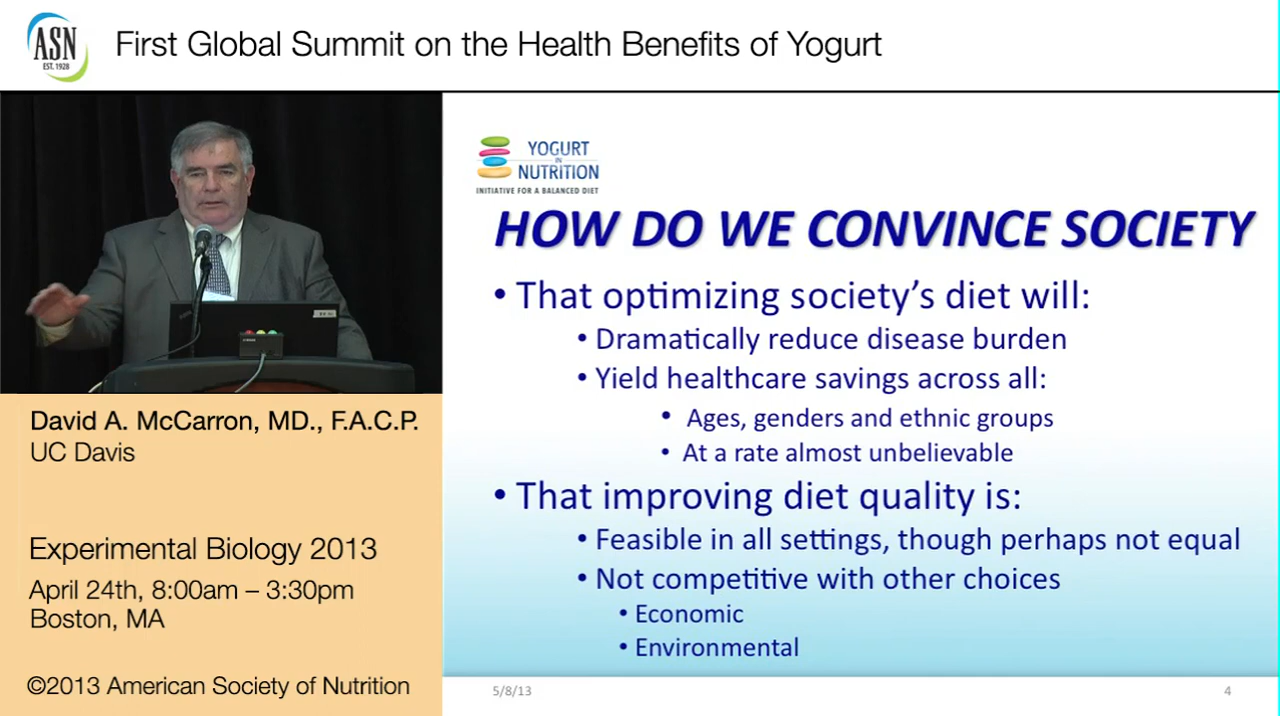 ASN
EST. 1928
First Global Summit on the Health Benefits of Yogurt
David A. McCarron, MD., F.A.C.P.
UC Davis
Experimental Biology 2013
April 24th, 8:00am – 3:30pm
Boston, MA
©2013 American Society of Nutrition
YOGURT
IN
NUTRITION
INITIATIVE FOR A BALANCED DIET
HOW DO WE CONVINCE SOCIETY
• That optimizing society's diet will:
• Dramatically reduce disease burden
• Yield healthcare savings across all:
• Ages, genders and ethnic groups
• At a rate almost unbelievable
• That improving diet quality is:
• Feasible in all settings, though perhaps not equal
• Not competitive with other choices
• Economic
• Environmental
5/8/13
4